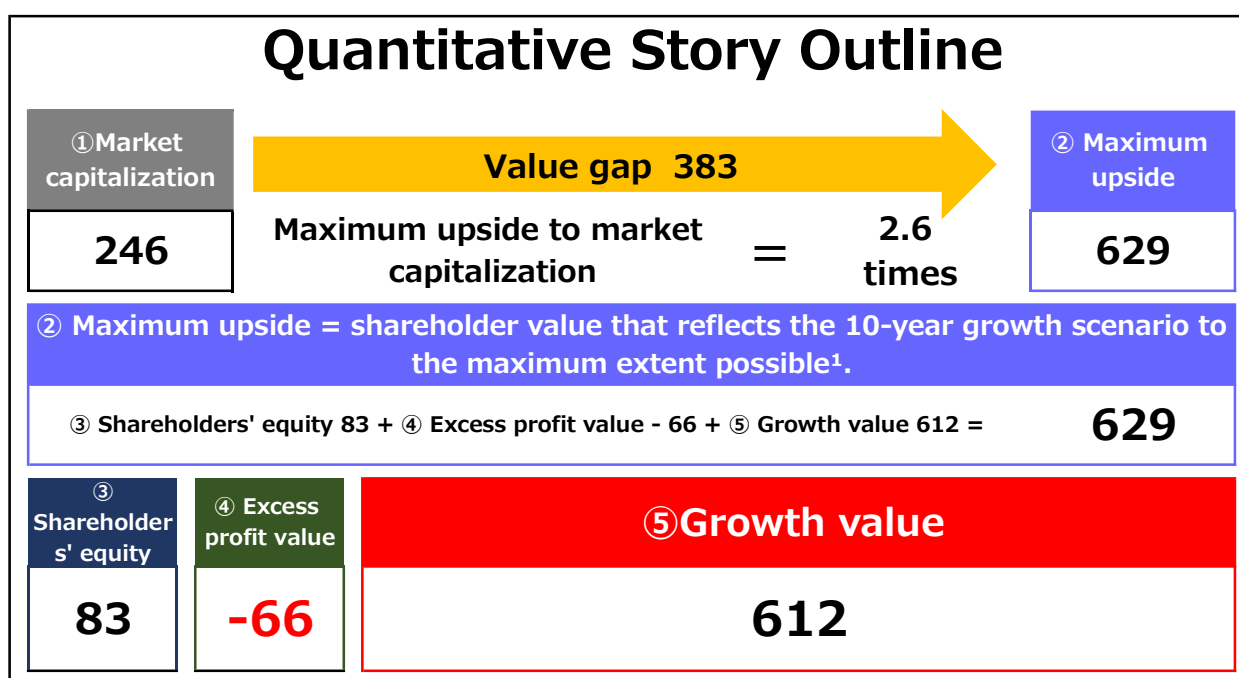 Quantitative Story Outline
①Market
capitalization
Value gap 383
② Maximum
upside
246
Maximum upside to market
capitalization
=
2.6
times
629
② Maximum upside = shareholder value that reflects the 10-year growth scenario to
the maximum extent possible¹.
③ Shareholders' equity 83 + ④ Excess profit value - 66 + ⑤ Growth value 612 =
629
③
Shareholder
s' equity
④ Excess
profit value
⑤Growth value
83
-66
612